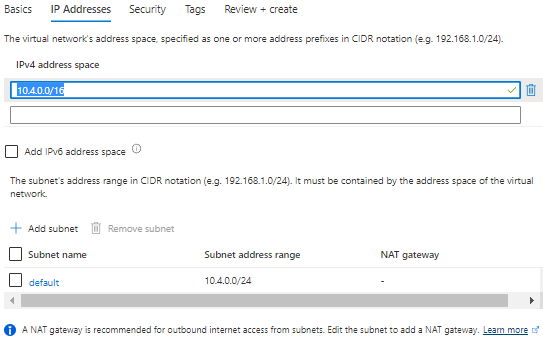 Basics IP Addresses Security Tags Review + create
The virtual network's address space, specified as one or more address prefixes in CIDR notation (e.g. 192.168.1.0/24).
IPv4 address space
10.4.0.0/16
Add IPv6 address space
The subnet's address range in CIDR notation (e.g. 192.168.1.0/24). It must be contained by the address space of the virtual
network.
Add subnet Remove subnet
Subnet name Subnet address range NAT gateway
default 10.4.0.0/24 -
A NAT gateway is recommended for outbound internet access from subnets. Edit the subnet to add a NAT gateway. Learn more